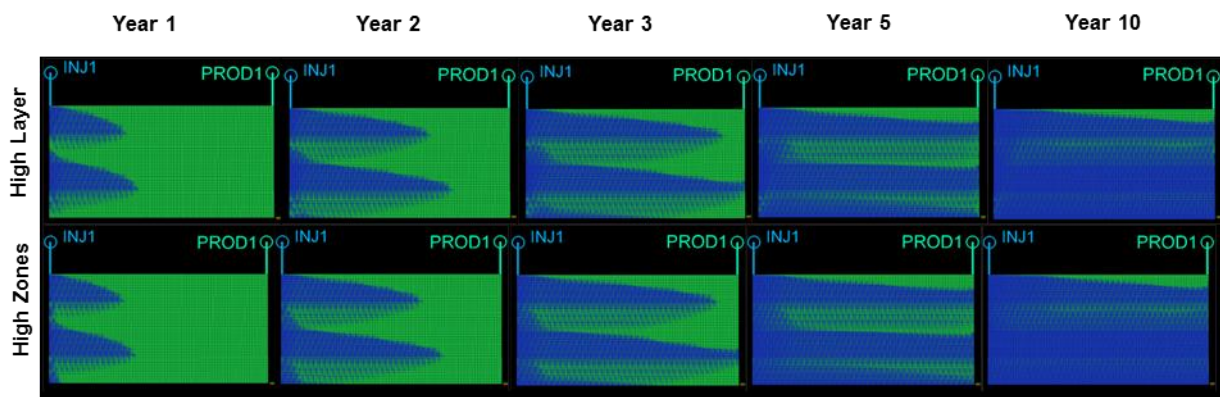 Year 1 Year 2 Year 3 Year 5 Year 10
High Layer
INJ1 PROD1 INJ1 PROD1 INJ1 PROD1 INJ1 PROD1 INJ1 PROD1
High Zones
INJ1 PROD1 INJ1 PROD1 INJ1 PROD1 INJ1 PROD1 INJ1 PROD1